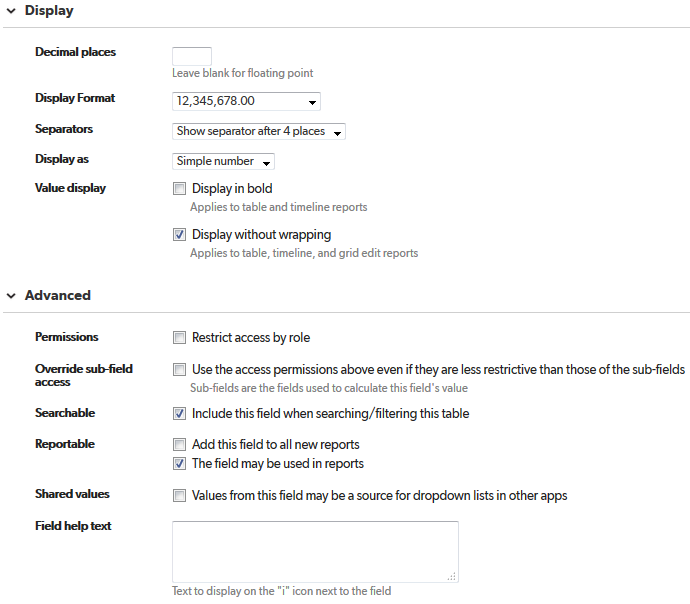 Display
Decimal places
Leave blank for floating point
Display Format 12,345,678.00
Separators Show separator after 4 places
Display as Simple number
Value display Display in bold
Applies to table and timeline reports
Display without wrapping
Applies to table, timeline, and grid edit reports
Advanced
Permissions Restrict access by role
Override sub-field access Use the access permissions above even if they are less restrictive than those of the sub-fields
Sub-fields are the fields used to calculate this field's value
Searchable Include this field when searching/filtering this table
Reportable Add this field to all new reports
The field may be used in reports
Shared values Values from this field may be a source for dropdown lists in other apps
Field help text
Text to display on the "i" icon next to the field